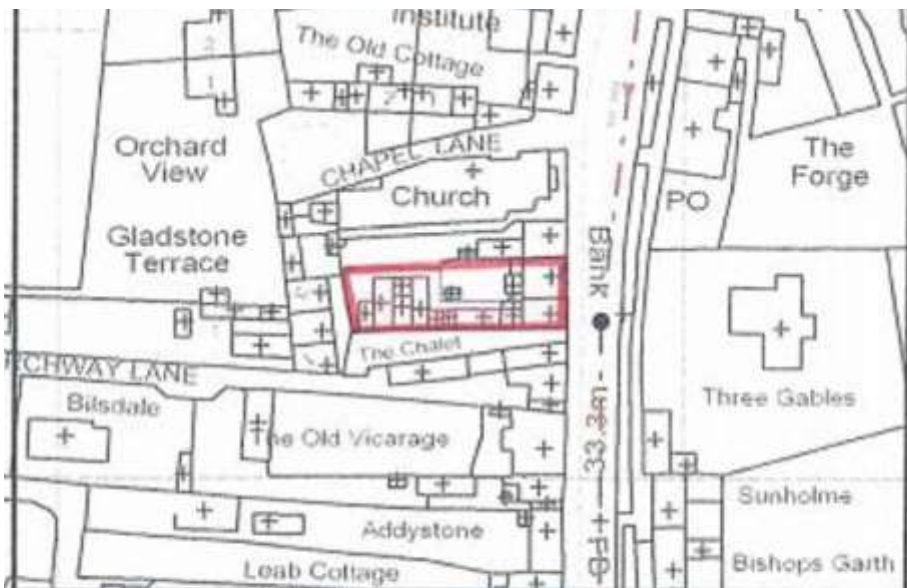 Institute
The Old Cottage
Orchard
View
CHAPEL LANE
Church
The
Forge
PO
Gladstone
Terrace
Bank
The Chalet
CHWAY LANE
Bilsdale
The Old Vicarage
Three Gables
Addystone
Sunholme
Leab Cottage
Bishops Garth